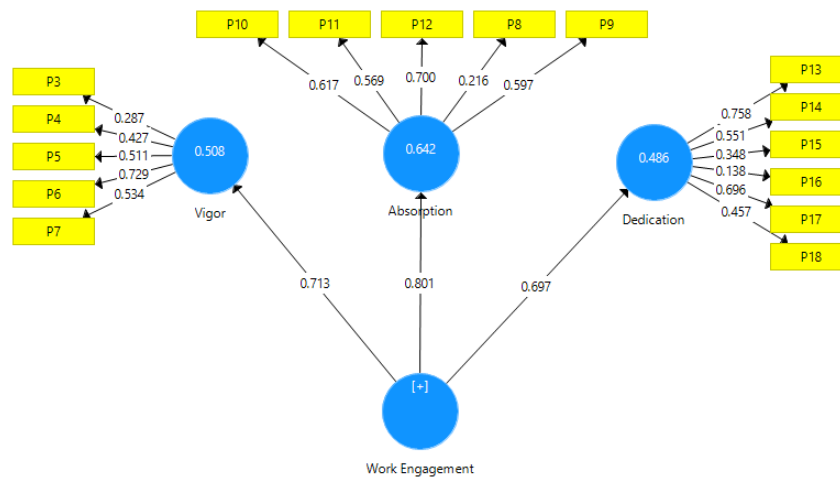 P10 P11 P12 P8 P9
0.617 0.569 0.700 0.216 0.597
P3
P4
P5
P6
P7
0.287
0.427
0.511
0.729
0.534
0.508
Vigor
0.642
Absorption
0.486
Dedication
0.758
0.551
0.348
0.138
0.696
0.457
P13
P14
P15
P16
P17
P18
0.713 0.801 0.697
[+]
Work Engagement